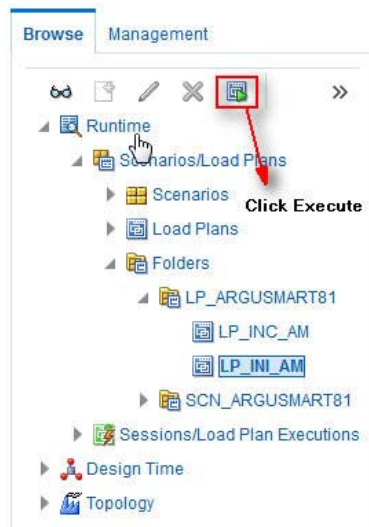 Browse Management
»
Runtime
Scenarios/Load Plans
Scenarios
Click Execute
Load Plans
Folders
LP_ARGUSMART81
LP_INC_AM
LP_INI_AM
SCN_ARGUSMART81
Sessions/Load Plan Executions
Design Time
Topology